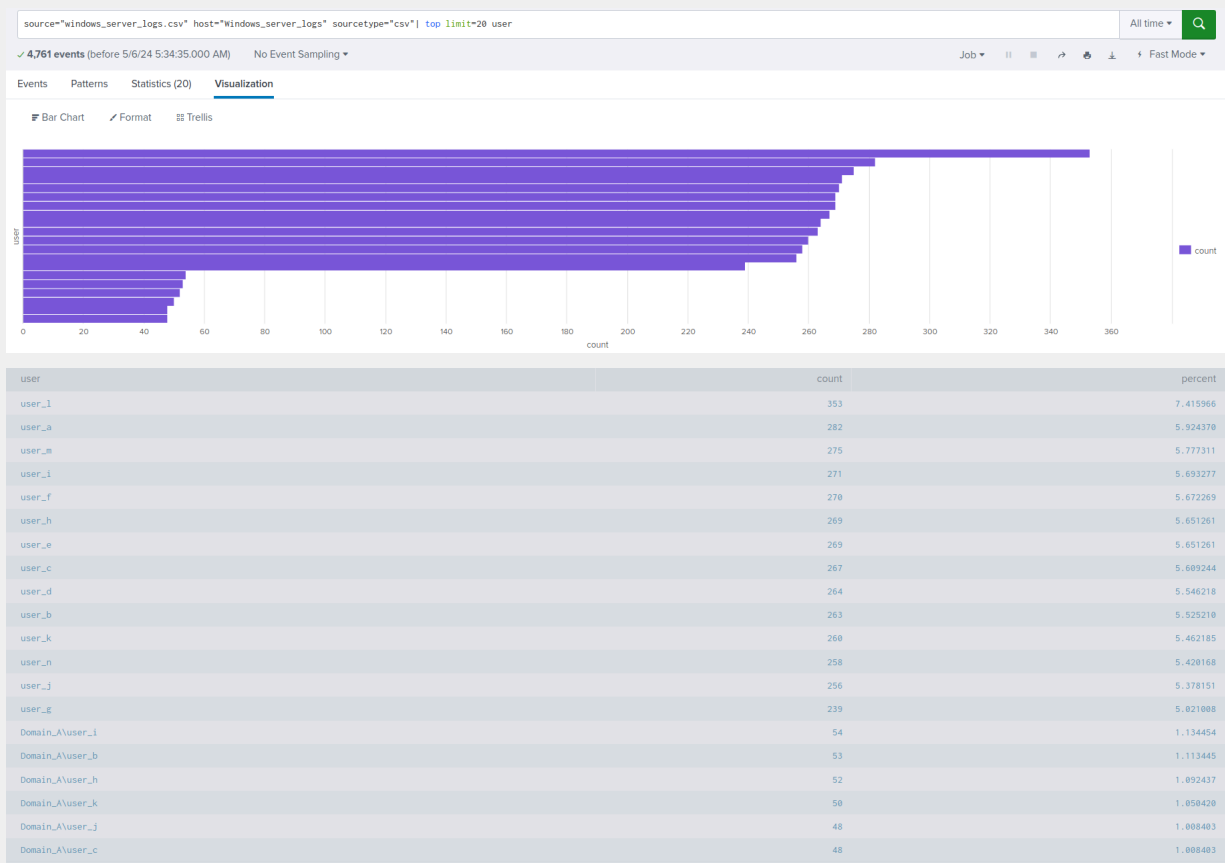 source="windows_server_logs.csv" host="Windows_server_logs" sourcetype="csv"| top limit=20 user
All time
4,761 events (before 5/6/24 5:34:35.000 AM) No Event Sampling
Job Fast Mode
Events Patterns Statistics (20) Visualization
Bar Chart Format Trellis
user
count
0 20 40 60 80 100 120 140 160 180 200 220 240 260 280 300 320 340 360
count
user count percent
user_l 353 7.415966
user_a 282 5.924370
user_m 275 5.777311
user_i 271 5.693277
user_f 270 5.672269
user_h 269 5.651261
user_e 269 5.651261
user_c 267 5.609244
user_d 264 5.546218
user_b 263 5.525210
user_k 260 5.462185
user_n 258 5.420168
user_j 256 5.378151
user_g 239 5.021008
Domain_A\user_i 54 1.134454
Domain_A\user_b 53 1.113445
Domain_A\user_h 52 1.092437
Domain_A\user_k 50 1.050420
Domain_A\user_j 48 1.008403
Domain_A\user_c 48 1.008403